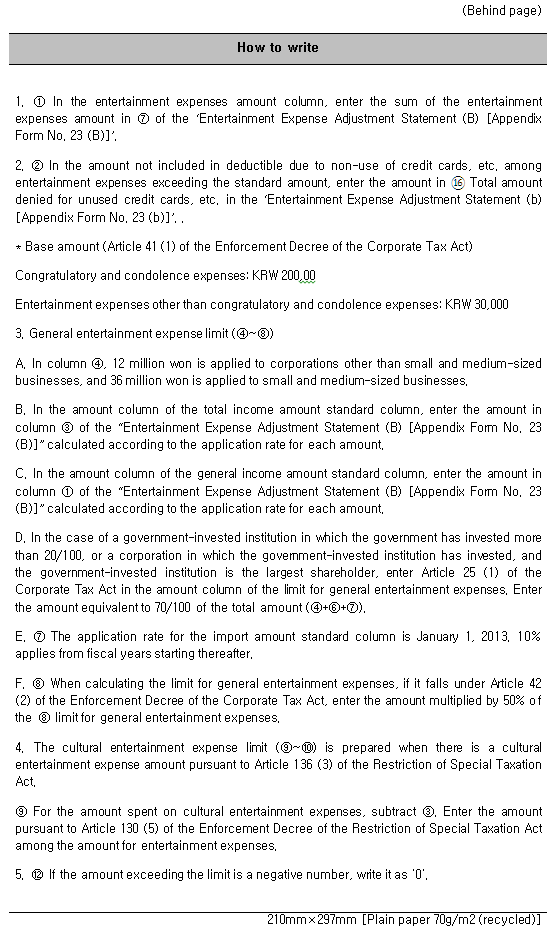 (Behind page)
How to write
1. ① In the entertainment expenses amount column, enter the sum of the entertainment
expenses amount in ⑦ of the ‘Entertainment Expense Adjustment Statement (B) [Appendix
Form No. 23 (B)]’.
2. ② In the amount not included in deductible due to non-use of credit cards, etc. among
entertainment expenses exceeding the standard amount, enter the amount in ⑯ Total amount
denied for unused credit cards, etc. in the ‘Entertainment Expense Adjustment Statement (b)
[Appendix Form No. 23 (b)]’. .
* Base amount (Article 41 (1) of the Enforcement Decree of the Corporate Tax Act)
Congratulatory and condolence expenses: KRW 200,00
Entertainment expenses other than congratulatory and condolence expenses: KRW 30,000
3. General entertainment expense limit (④~⑧)
A. In column ④, 12 million won is applied to corporations other than small and medium-sized
businesses, and 36 million won is applied to small and medium-sized businesses.
B. In the amount column of the total income amount standard column, enter the amount in
column ③ of the “Entertainment Expense Adjustment Statement (B) [Appendix Form No. 23
(B)]” calculated according to the application rate for each amount.
C. In the amount column of the general income amount standard column, enter the amount in
column ① of the “Entertainment Expense Adjustment Statement (B) [Appendix Form No. 23
(B)]” calculated according to the application rate for each amount.
D. In the case of a government-invested institution in which the government has invested more
than 20/100, or a corporation in which the government-invested institution has invested, and
the government-invested institution is the largest shareholder, enter Article 25 (1) of the
Corporate Tax Act in the amount column of the limit for general entertainment expenses. Enter
the amount equivalent to 70/100 of the total amount (④+⑥+⑦).
E. ⑦ The application rate for the import amount standard column is January 1, 2013. 10%
applies from fiscal years starting thereafter.
F. ⑧ When calculating the limit for general entertainment expenses, if it falls under Article 42
(2) of the Enforcement Decree of the Corporate Tax Act, enter the amount multiplied by 50% of
the ⑧ limit for general entertainment expenses.
4. The cultural entertainment expense limit (⑨~⑩) is prepared when there is a cultural
entertainment expense amount pursuant to Article 136 (3) of the Restriction of Special Taxation
Act.
⑨ For the amount spent on cultural entertainment expenses, subtract ③. Enter the amount
pursuant to Article 130 (5) of the Enforcement Decree of the Restriction of Special Taxation Act
among the amount for entertainment expenses.
5. ⑫ If the amount exceeding the limit is a negative number, write it as ‘0’.
210mm×297mm [Plain paper 70g/m2 (recycled)]